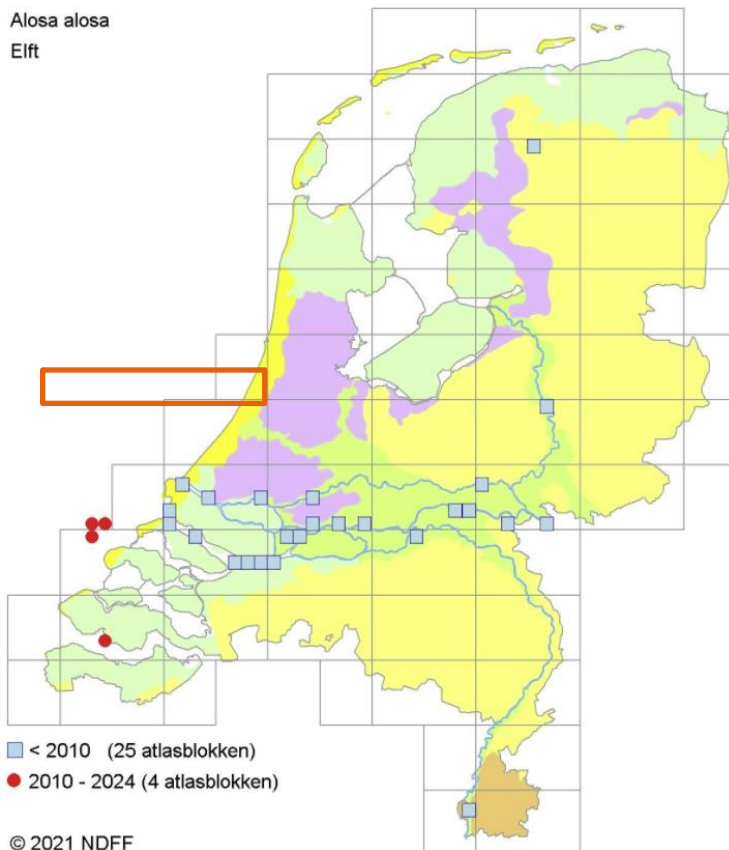 Alosa alosa
Elft
< 2010 (25 atlasblokken)
2010 - 2024 (4 atlasblokken)
© 2021 NDFF